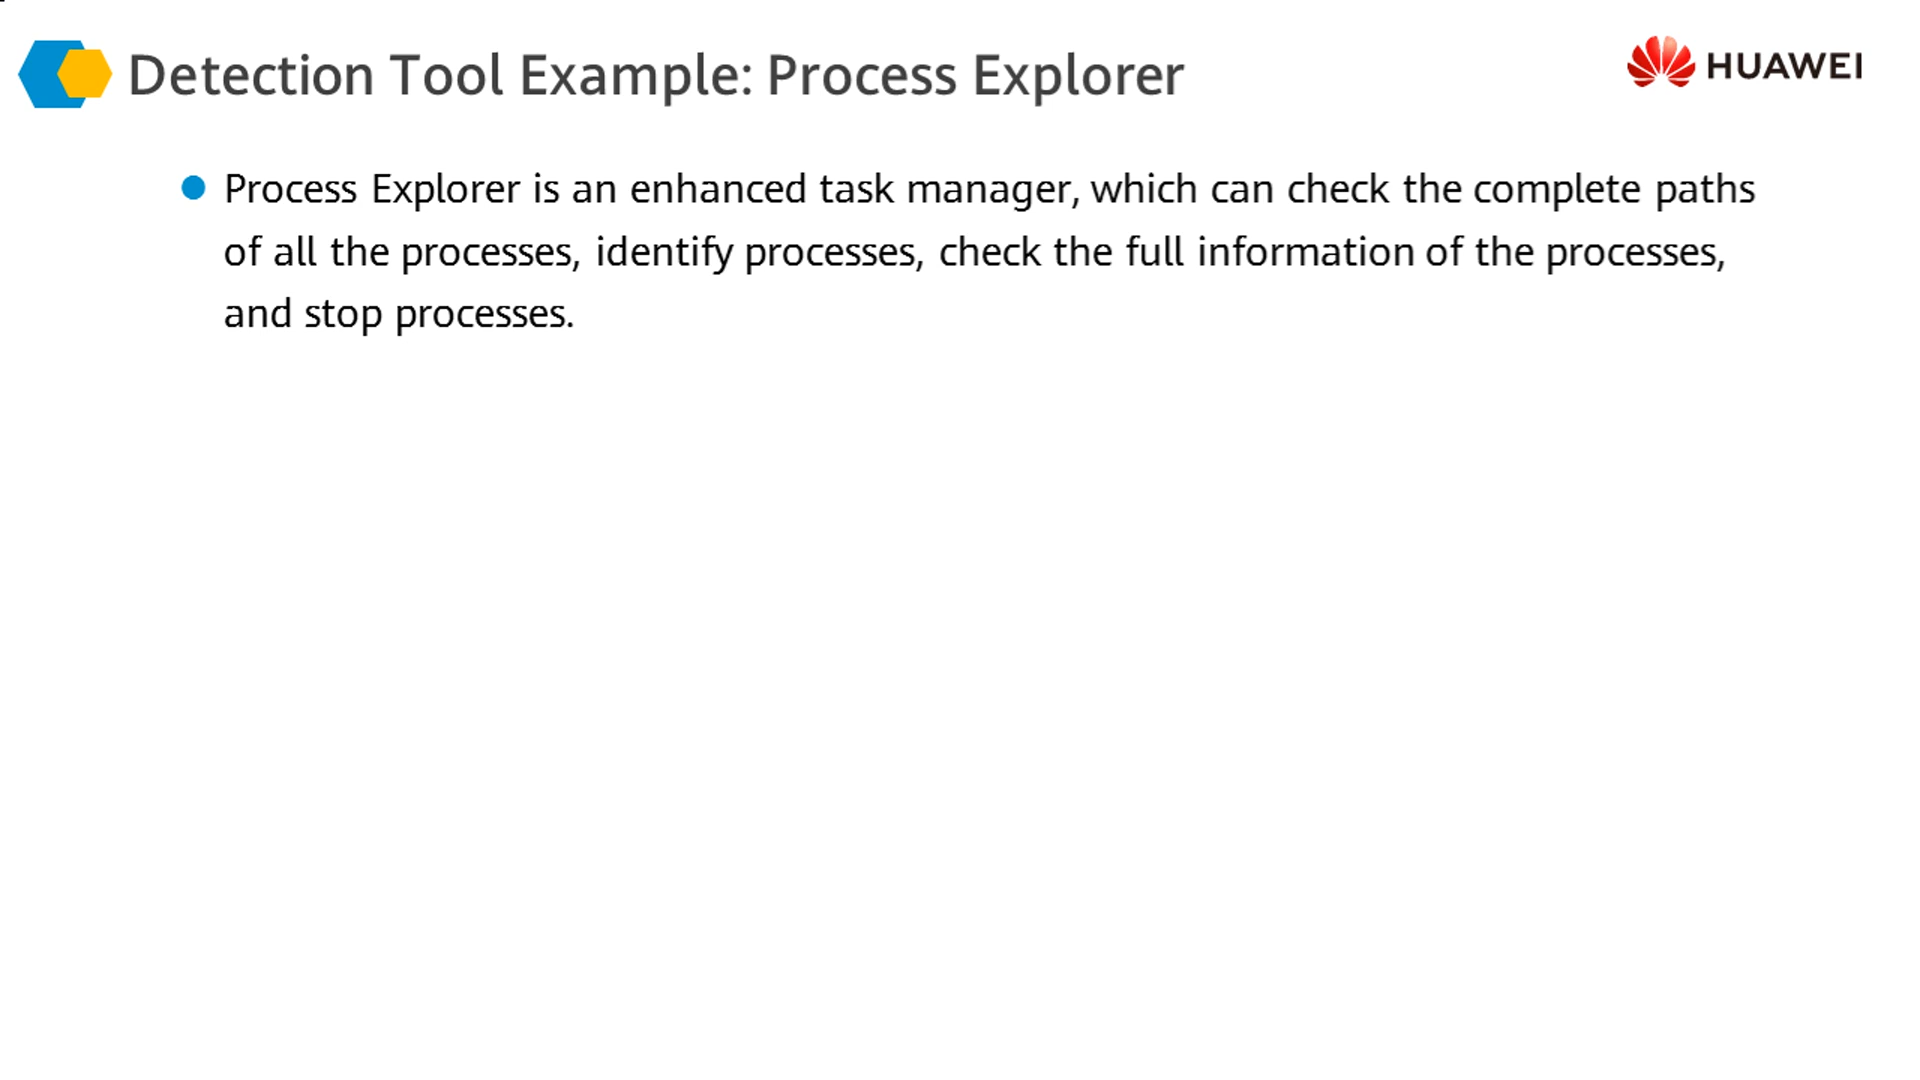 Detection Tool Example: Process Explorer
HUAWEI
Process Explorer is an enhanced task manager, which can check the complete paths
of all the processes, identify processes, check the full information of the processes,
and stop processes.